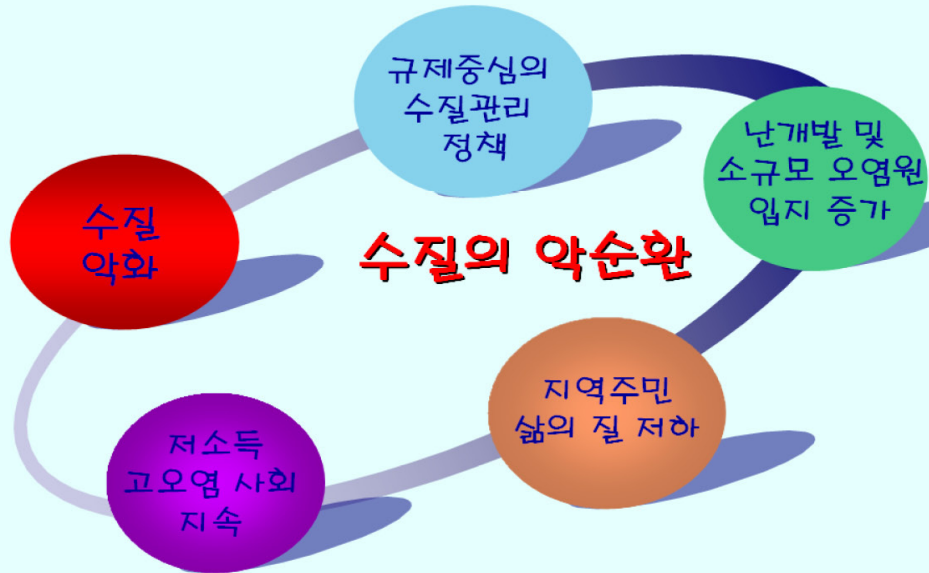 규제중심의
수질관리
정책
난개발 및
소규모 오염원
입지 증가
수질
악화
수질의 악순환
지역주민
삶의 질 저하
저소득
고오염 사회
지속